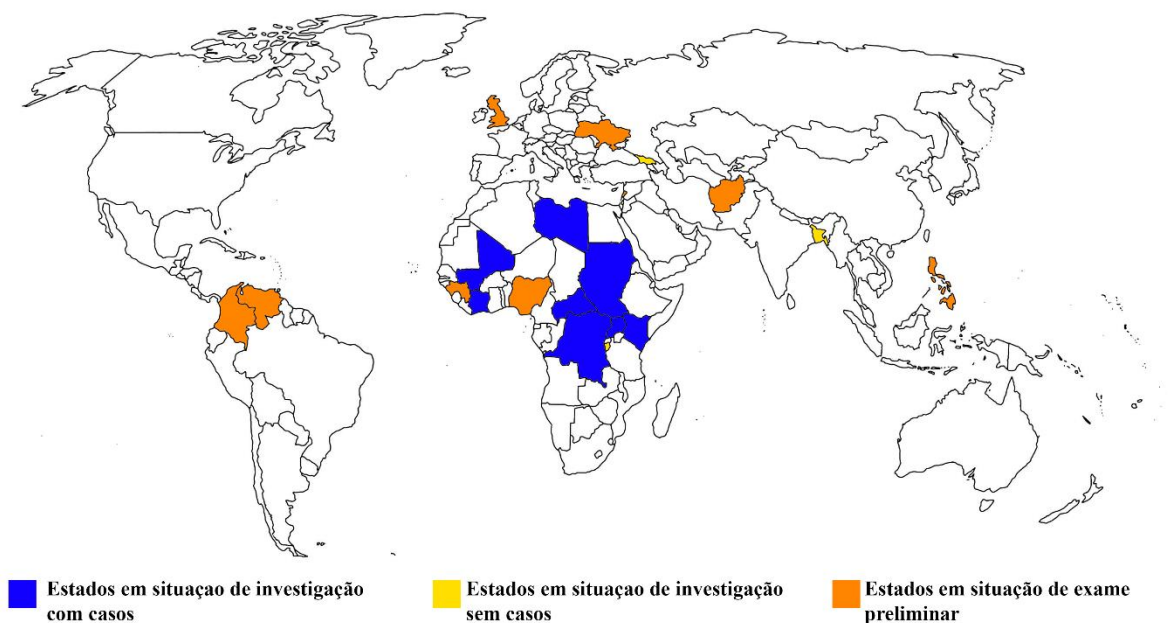 Estados em situaçao de investigação
com casos
Estados em situaçao de investigação
sem casos
Estados em situação de exame
preliminar